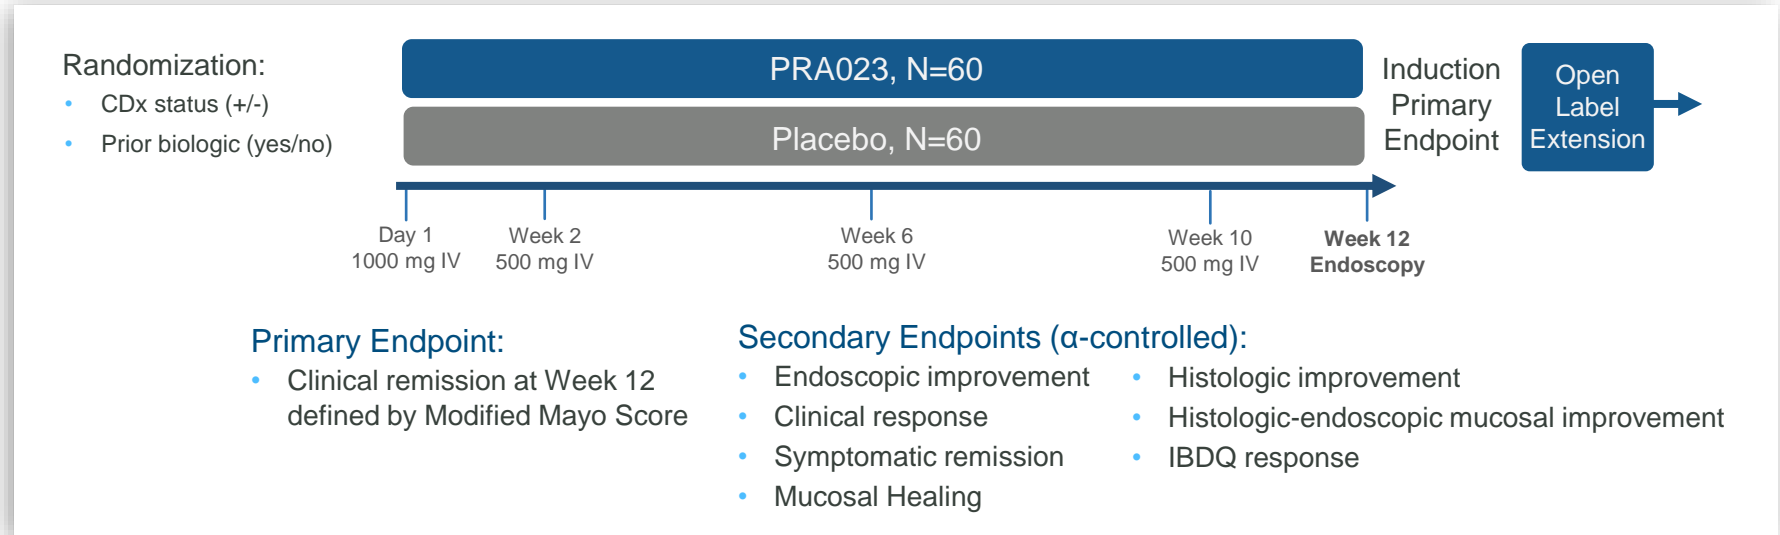 Randomization:
• CDx status (+/-)
• Prior biologic (yes/no)
PRA023, N=60
Placebo, N=60
Induction
Primary
Endpoint
Open
Label
Extension
Day 1
1000 mg IV
Week 2
500 mg IV
Week 6
500 mg IV
Week 10
500 mg IV
Week 12
Endoscopy
Primary Endpoint:
• Clinical remission at Week 12
defined by Modified Mayo Score
Secondary Endpoints (α-controlled):
• Endoscopic improvement
• Clinical response
• Symptomatic remission
• Mucosal Healing
• Histologic improvement
• Histologic-endoscopic mucosal improvement
• IBDQ response